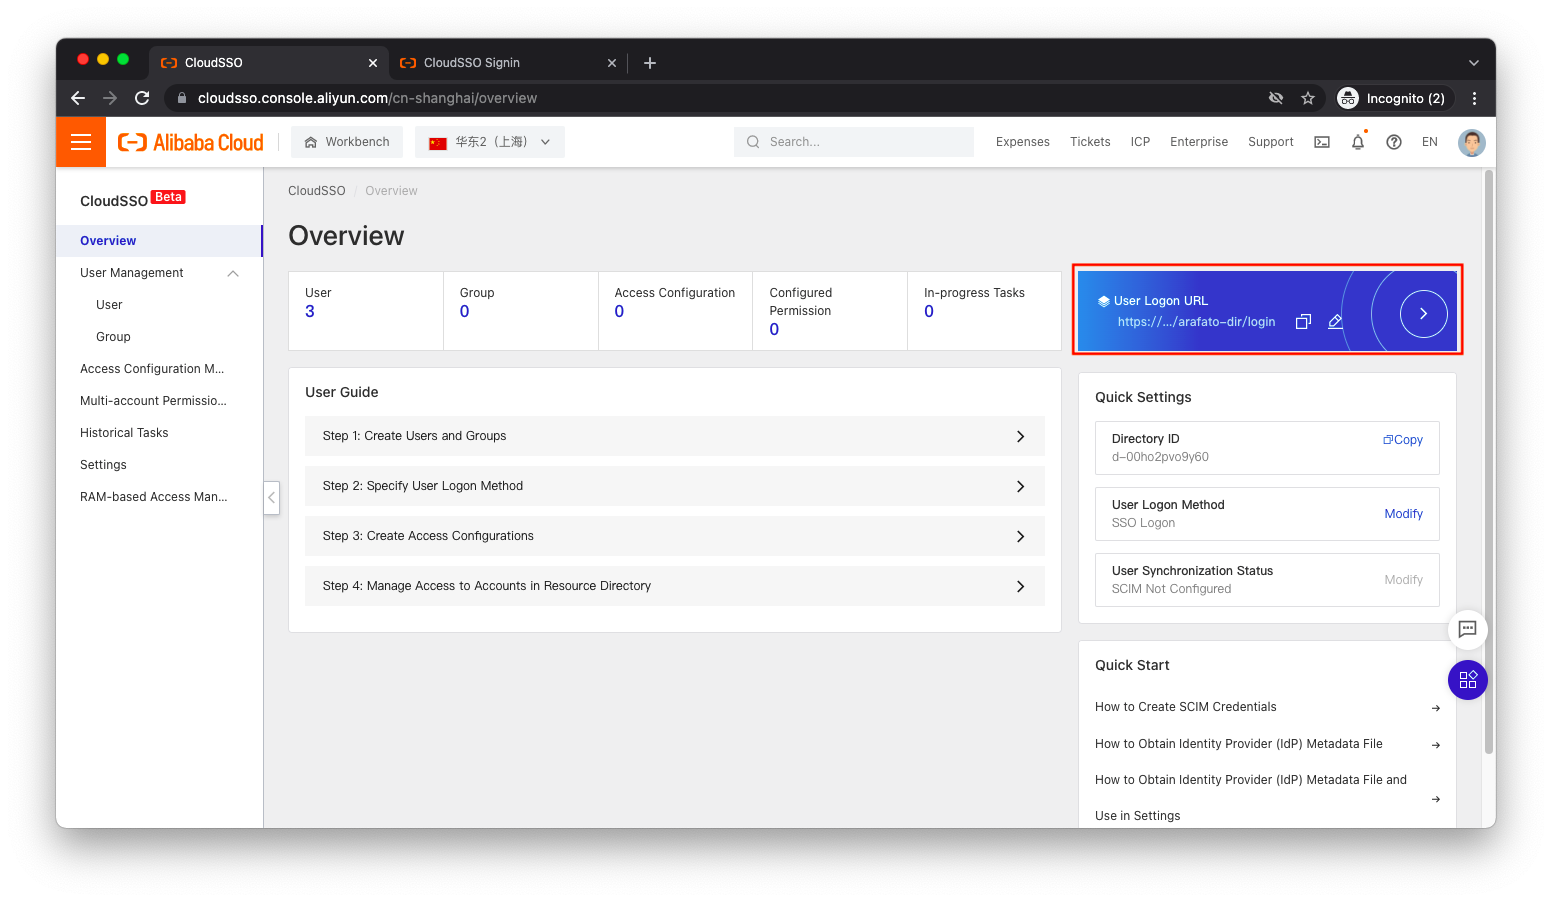 CloudSSO
CloudSSO Signin
cloudsso.console.aliyun.com/cn-shanghai/overview
Incognito (2)
Alibaba Cloud
Workbench
华东2（上海）
Search...
Expenses
Tickets
ICP
Enterprise
Support
EN
CloudSSO Beta
Overview
User Management
User
Group
Access Configuration M...
Multi-account Permissio...
Historical Tasks
Settings
RAM-based Access Man...
CloudSSO / Overview
Overview
User
3
Group
0
Access Configuration
0
Configured
Permission
0
In-progress Tasks
0
User Logon URL
https://.../arafato-dir/login
User Guide
Step 1: Create Users and Groups
Step 2: Specify User Logon Method
Step 3: Create Access Configurations
Step 4: Manage Access to Accounts in Resource Directory
Quick Settings
Directory ID
d-00ho2pvo9y60
Copy
User Logon Method
SSO Logon
Modify
User Synchronization Status
SCIM Not Configured
Modify
Quick Start
How to Create SCIM Credentials
How to Obtain Identity Provider (IdP) Metadata File
How to Obtain Identity Provider (IdP) Metadata File and
Use in Settings